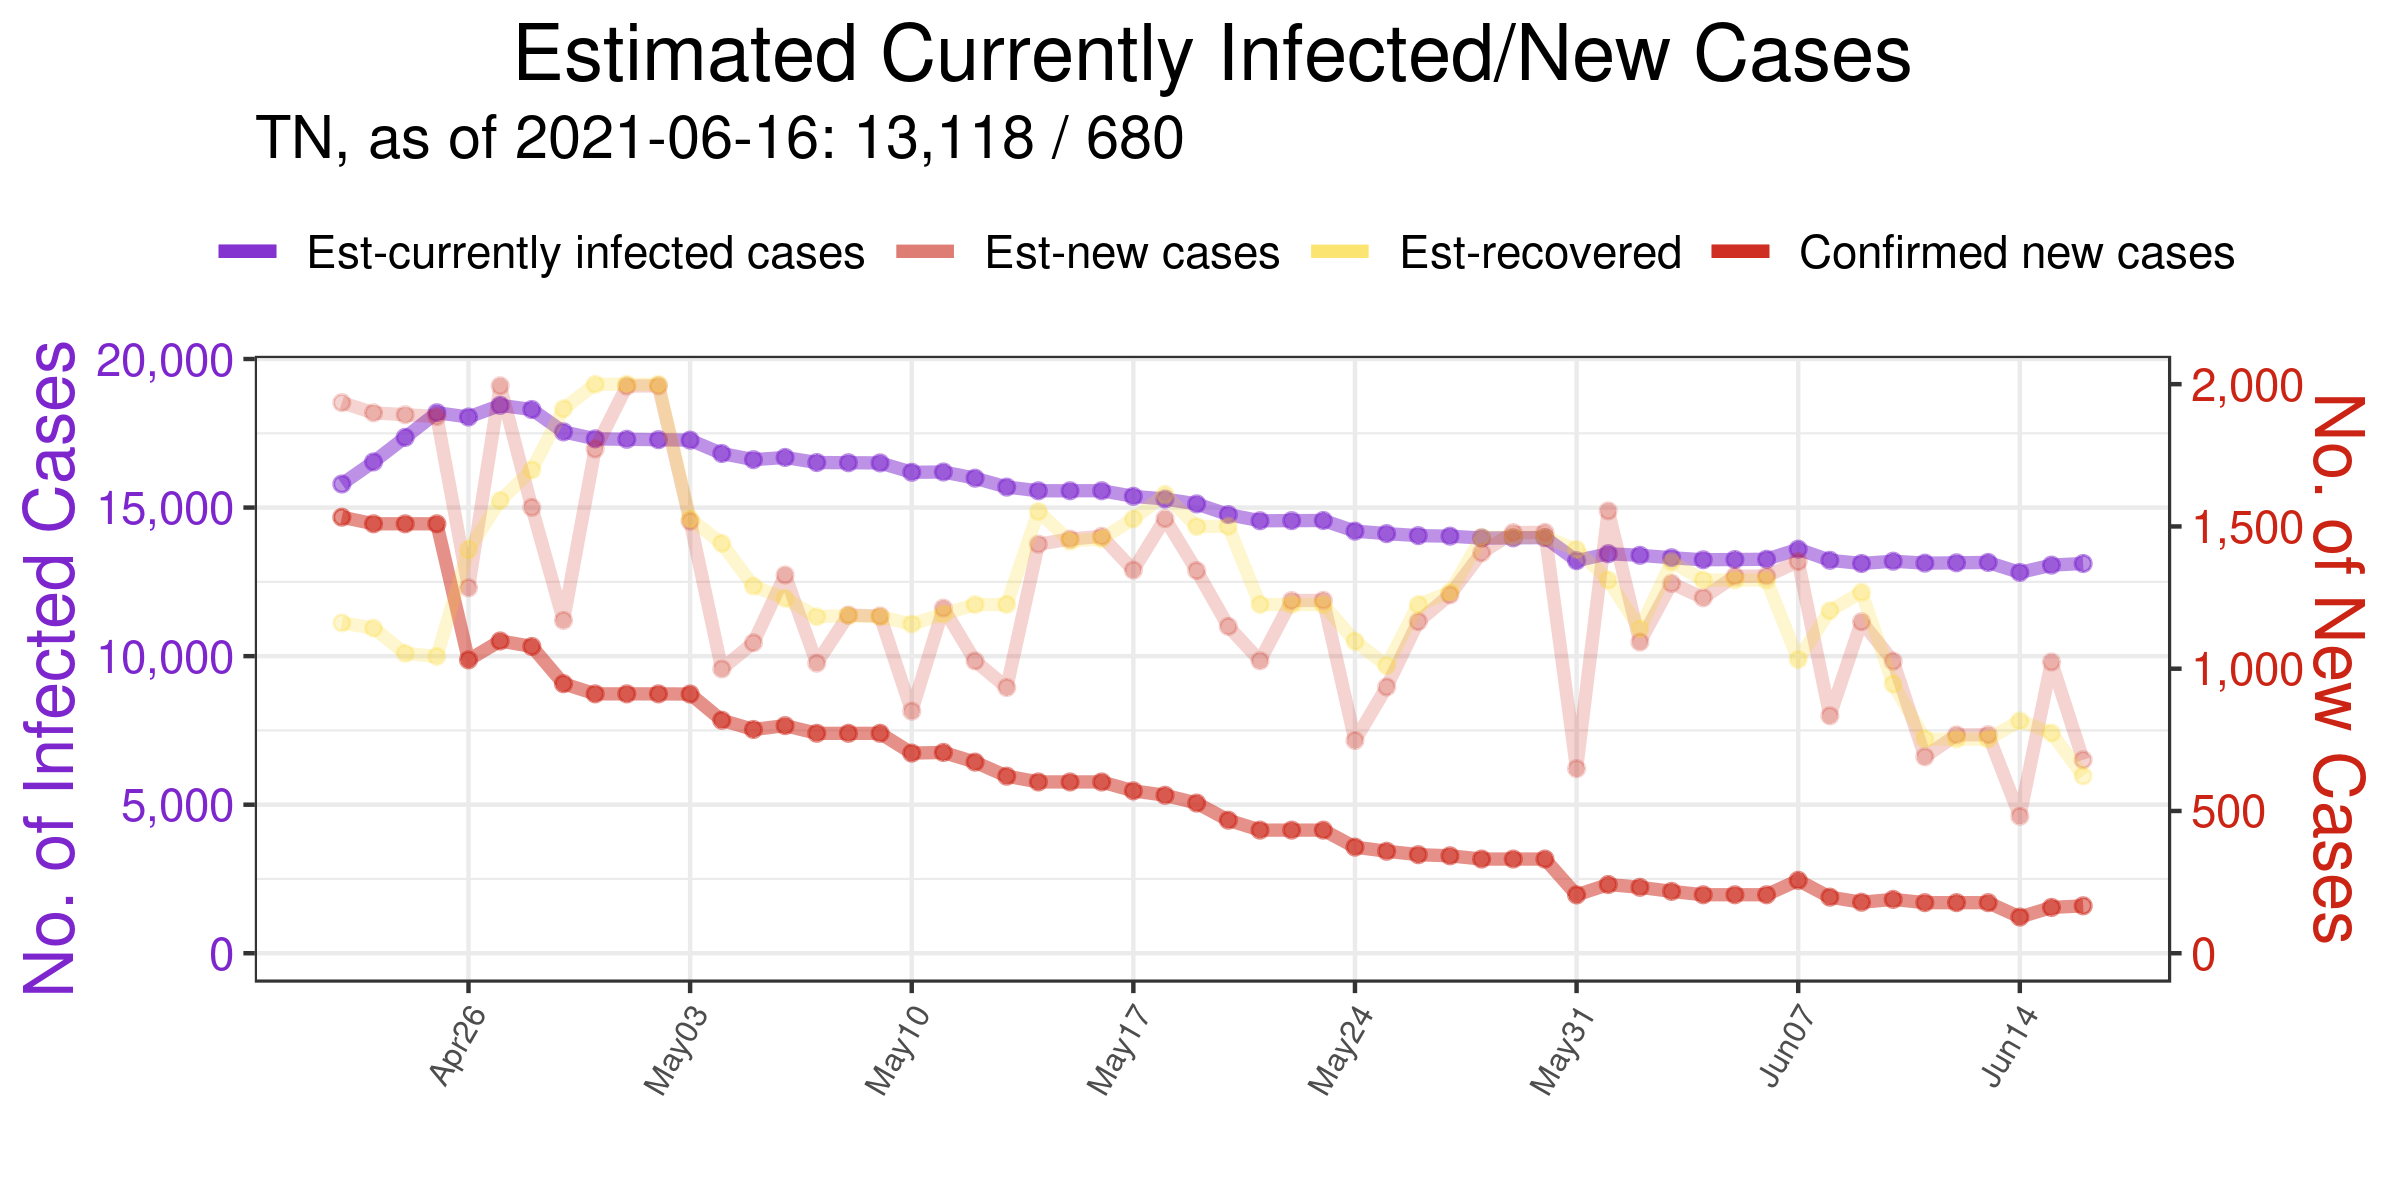 Estimated Currently Infected/New Cases
TN, as of 2021-06-16: 13,118 / 680
Est-currently infected cases Est-new cases Est-recovered Confirmed new cases
No. of Infected Cases
20,000
15,000
10,000
5,000
0
2,000
1,500
1,000
500
0
No. of New Cases
Apr26 May03 May10 May17 May24 May31 Jun07 Jun14